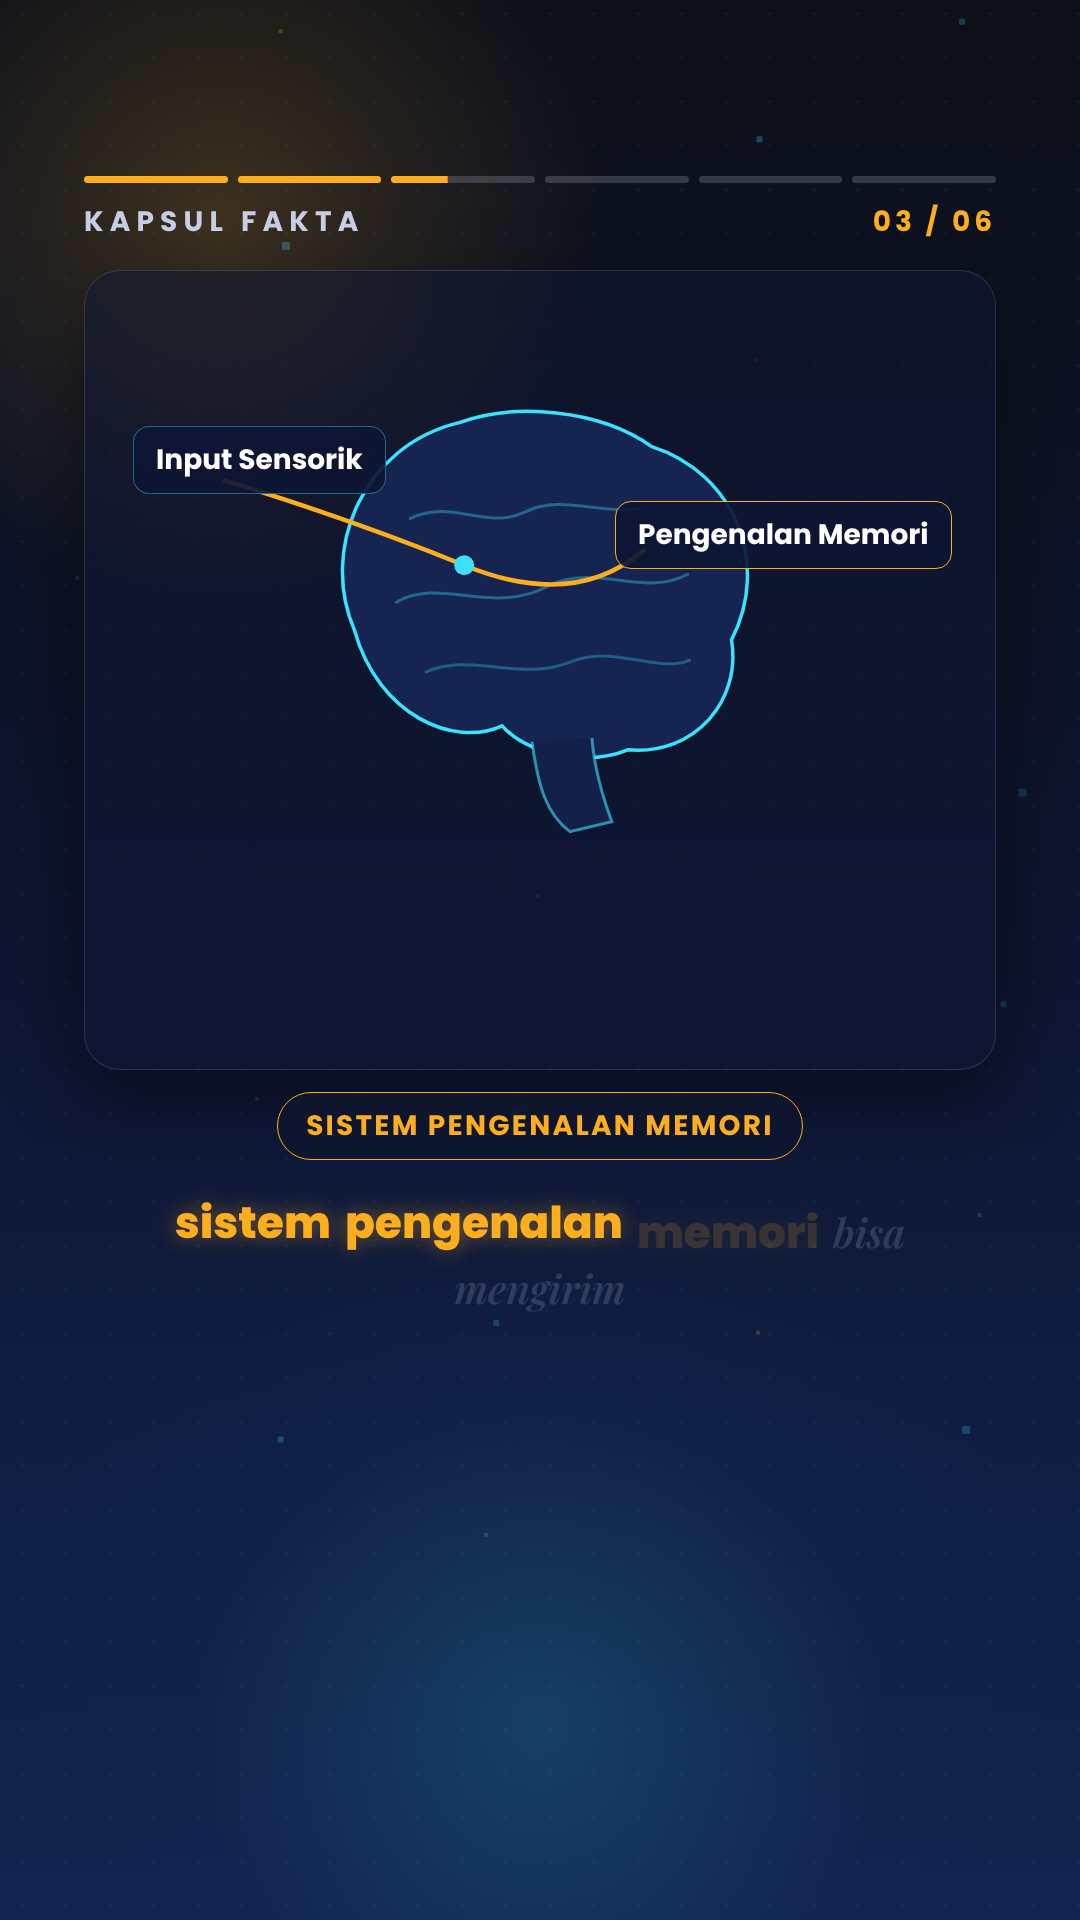 KAPSUL FAKTA
03 / 06
Input Sensorik
Pengenalan Memori
SISTEM PENGENALAN MEMORI
sistem pengenalan memori bisa
mengirim